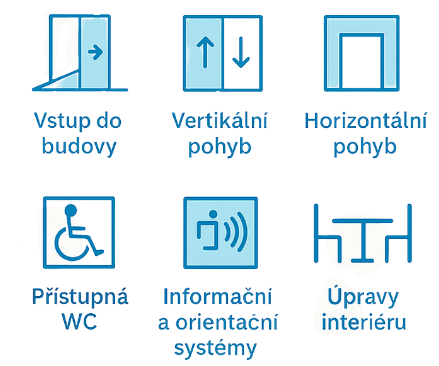 Vstup do
budovy
Vertikální
pohyb
Horizontální
pohyb
Přístupná
WC
Informační
a orientační
systémy
Úpravy
interiéru